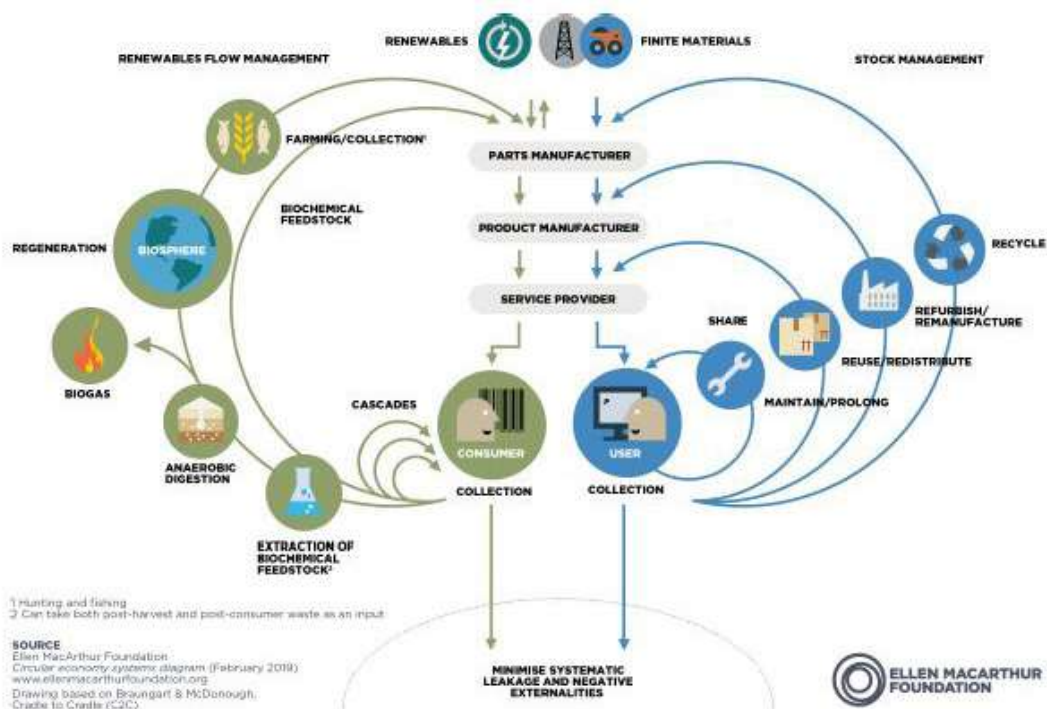 RENEWABLES
FINITE MATERIALS
RENEWABLES FLOW MANAGEMENT
STOCK MANAGEMENT
FARMING/COLLECTION¹
PARTS MANUFACTURER
BIOCHEMICAL
FEEDSTOCK
PRODUCT MANUFACTURER
REGENERATION
BIOSPHERE
RECYCLE
SERVICE PROVIDER
SHARE
REFURBISH/
REMANUFACTURE
REUSE/REDISTRIBUTE
BIOGAS
MAINTAIN/PROLONG
CASCADES
CONSUMER
USER
ANAEROBIC
DIGESTION
COLLECTION
COLLECTION
EXTRACTION OF
BIOCHEMICAL
FEEDSTOCK²
1 Hunting and fishing
2 Can take both post-harvest and post-consumer waste as an input
SOURCE
Ellen MacArthur Foundation
Circular economy systems diagram (February 2019)
www.ellenmacarthurfoundation.org
Drawing based on Braungart & McDonough,
Cradle to Cradle (C2C)
MINIMISE SYSTEMATIC
LEAKAGE AND NEGATIVE
EXTERNALITIES
ELLEN MACARTHUR
FOUNDATION